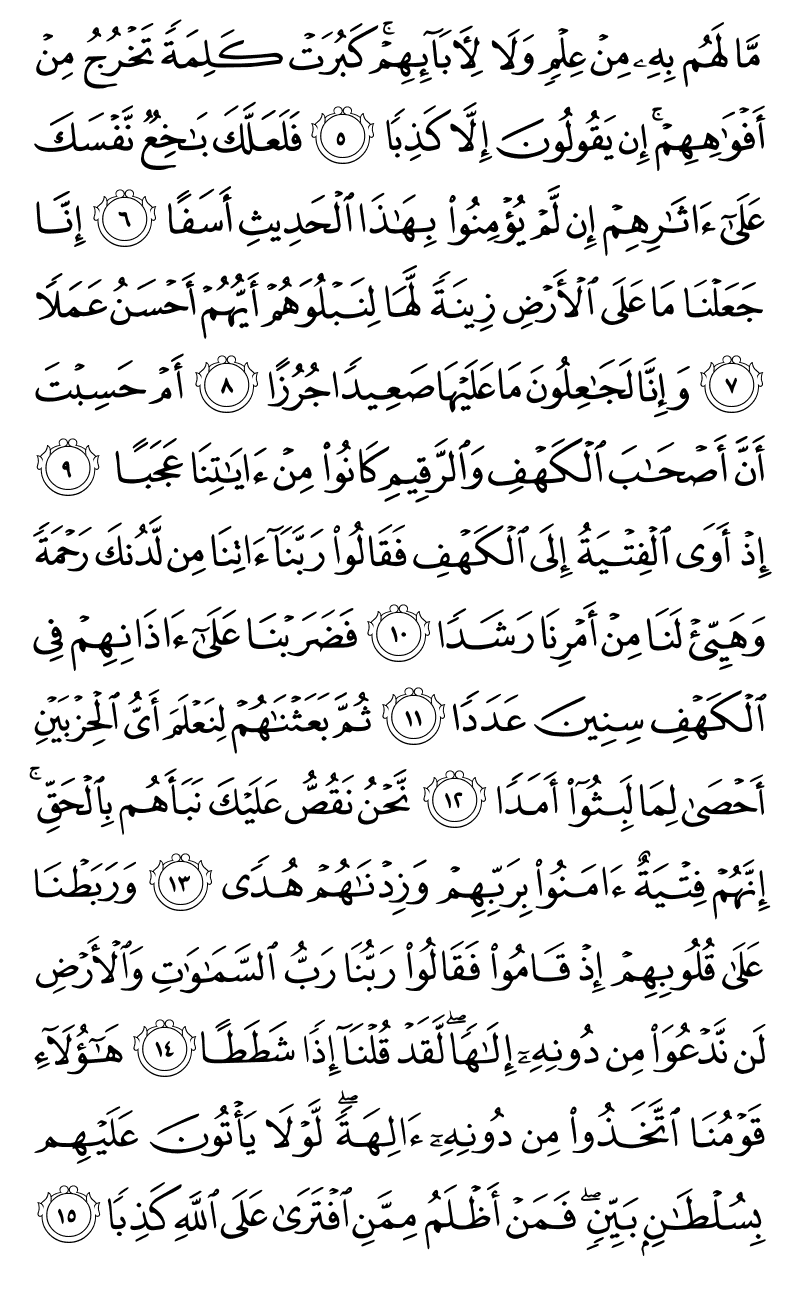 مَّا لَهُم بِهِۦ مِنْ عِلْمٍ وَلَا لِأَبَآئِهِمْ ۚ كَبُرَتْ كَلِمَةً تَخْرُجُ مِنْ
أَفْوَٰهِهِمْ ۚ إِن يَقُولُونَ إِلَّا كَذِبًا ٥ فَلَعَلَّكَ بَـٰخِعٌ نَّفْسَكَ
عَلَىٰٓ ءَاثَـٰرِهِمْ إِن لَّمْ يُؤْمِنُوا۟ بِهَـٰذَا ٱلْحَدِيثِ أَسَفًا ٦ إِنَّا
جَعَلْنَا مَا عَلَى ٱلْأَرْضِ زِينَةً لَّهَا لِنَبْلُوَهُمْ أَيُّهُمْ أَحْسَنُ عَمَلًا
٧ وَإِنَّا لَجَـٰعِلُونَ مَا عَلَيْهَا صَعِيدًا جُرُزًا ٨ أَمْ حَسِبْتَ
أَنَّ أَصْحَـٰبَ ٱلْكَهْفِ وَٱلرَّقِيمِ كَانُوا۟ مِنْ ءَايَـٰتِنَا عَجَبًا ٩
إِذْ أَوَى ٱلْفِتْيَةُ إِلَى ٱلْكَهْفِ فَقَالُوا۟ رَبَّنَآ ءَاتِنَا مِن لَّدُنكَ رَحْمَةً
وَهَيِّئْ لَنَا مِنْ أَمْرِنَا رَشَدًا ١٠ فَضَرَبْنَا عَلَىٰٓ ءَاذَانِهِمْ فِى
ٱلْكَهْفِ سِنِينَ عَدَدًا ١١ ثُمَّ بَعَثْنَـٰهُمْ لِنَعْلَمَ أَىُّ ٱلْحِزْبَيْنِ
أَحْصَىٰ لِمَا لَبِثُوٓا۟ أَمَدًا ١٢ نَّحْنُ نَقُصُّ عَلَيْكَ نَبَأَهُم بِٱلْحَقِّ ۚ
إِنَّهُمْ فِتْيَةٌ ءَامَنُوا۟ بِرَبِّهِمْ وَزِدْنَـٰهُمْ هُدًى ١٣ وَرَبَطْنَا
عَلَىٰ قُلُوبِهِمْ إِذْ قَامُوا۟ فَقَالُوا۟ رَبُّنَا رَبُّ ٱلسَّمَـٰوَٰتِ وَٱلْأَرْضِ
لَن نَّدْعُوَا۟ مِن دُونِهِۦٓ إِلَـٰهًا ۖ لَّقَدْ قُلْنَآ إِذًا شَطَطًا ١٤ هَـٰٓؤُلَآءِ
قَوْمُنَا ٱتَّخَذُوا۟ مِن دُونِهِۦٓ ءَالِهَةً ۖ لَّوْلَا يَأْتُونَ عَلَيْهِم
بِسُلْطَـٰنٍۭ بَيِّنٍ ۖ فَمَنْ أَظْلَمُ مِمَّنِ ٱفْتَرَىٰ عَلَى ٱللَّهِ كَذِبًا ١٥